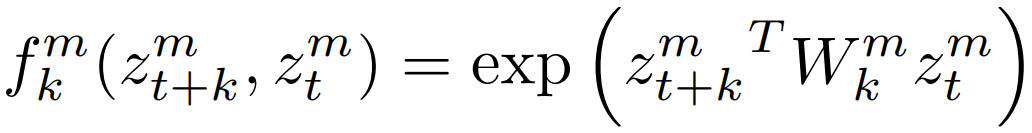 f_k^m(z_{t+k}^m, z_t^m) = \exp\left({z_{t+k}^m}^T W_k^m z_t^m\right)